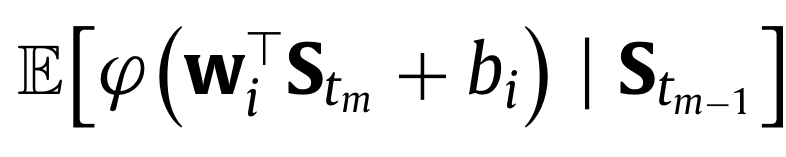 𝔼[φ(𝐰ᵢ^⊤ 𝐒_{t_m} + bᵢ) | 𝐒_{t_{m−1}}]